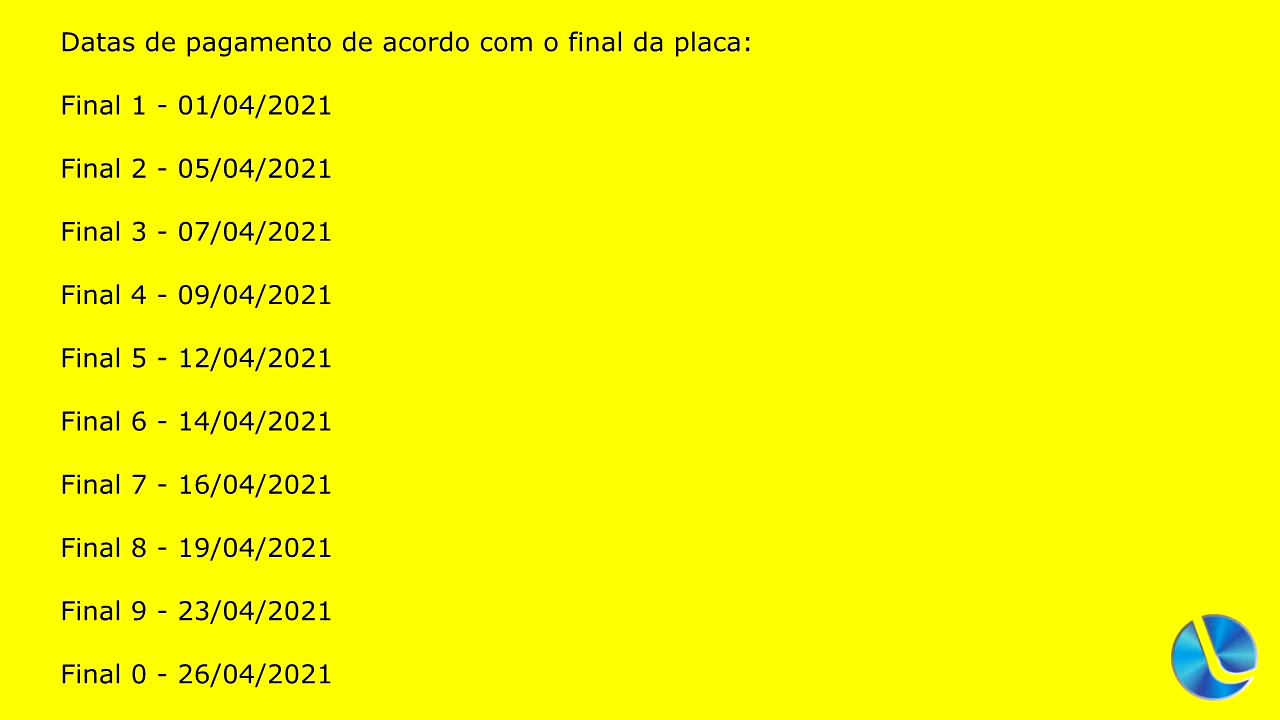 Datas de pagamento de acordo com o final da placa:
Final 1 - 01/04/2021
Final 2 - 05/04/2021
Final 3 - 07/04/2021
Final 4 - 09/04/2021
Final 5 - 12/04/2021
Final 6 - 14/04/2021
Final 7 - 16/04/2021
Final 8 - 19/04/2021
Final 9 - 23/04/2021
Final 0 - 26/04/2021